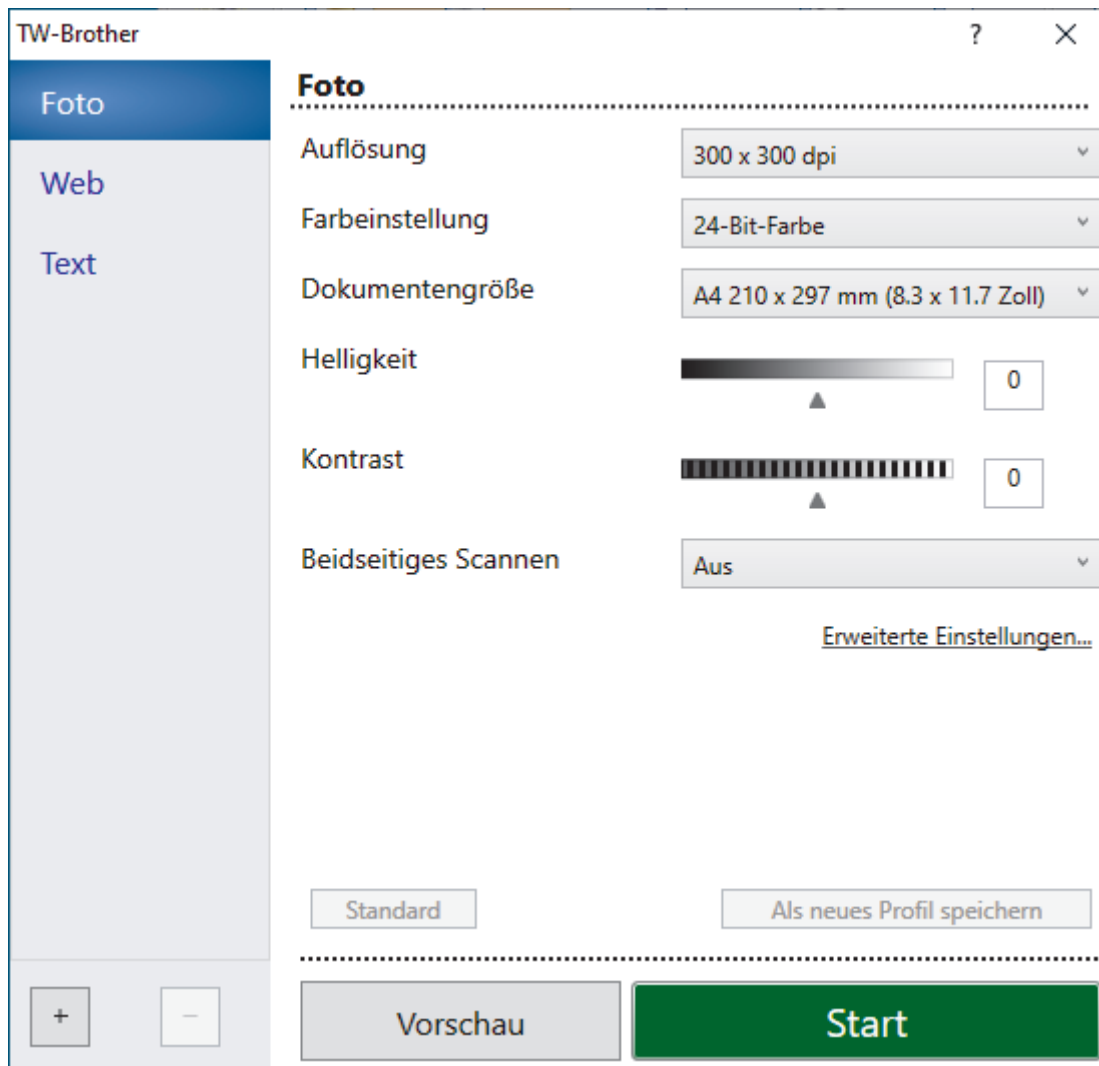 TW-Brother ?
Foto
Web
Text
Foto
Auflösung 300 x 300 dpi
Farbeinstellung 24-Bit-Farbe
Dokumentengröße A4 210 x 297 mm (8.3 x 11.7 Zoll)
Helligkeit 0
Kontrast 0
Beidseitiges Scannen Aus
Erweiterte Einstellungen...
Standard Als neues Profil speichern
+ − Vorschau Start